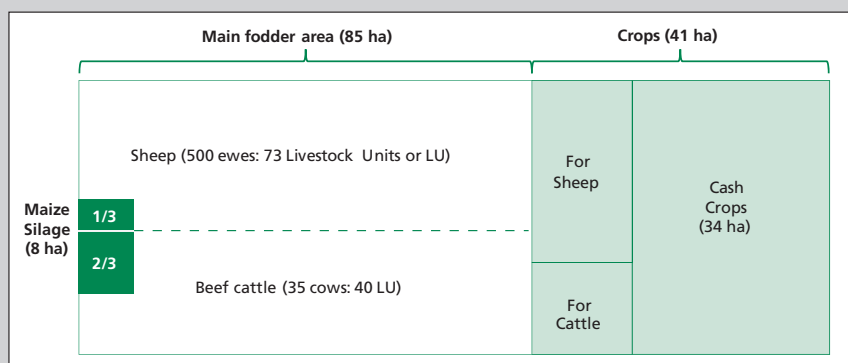 Main fodder area (85 ha)
Crops (41 ha)
Sheep (500 ewes: 73 Livestock Units or LU)
For
Sheep
Cash
Crops
(34 ha)
Maize
Silage
(8 ha)
1/3
2/3
Beef cattle (35 cows: 40 LU)
For
Cattle